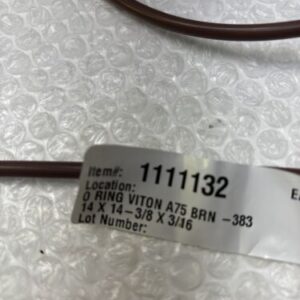 Item#: 1111132
Location:
O RING VITON A75 BRN -383
14 X 14-3/8 X 3/16
Lot Number: